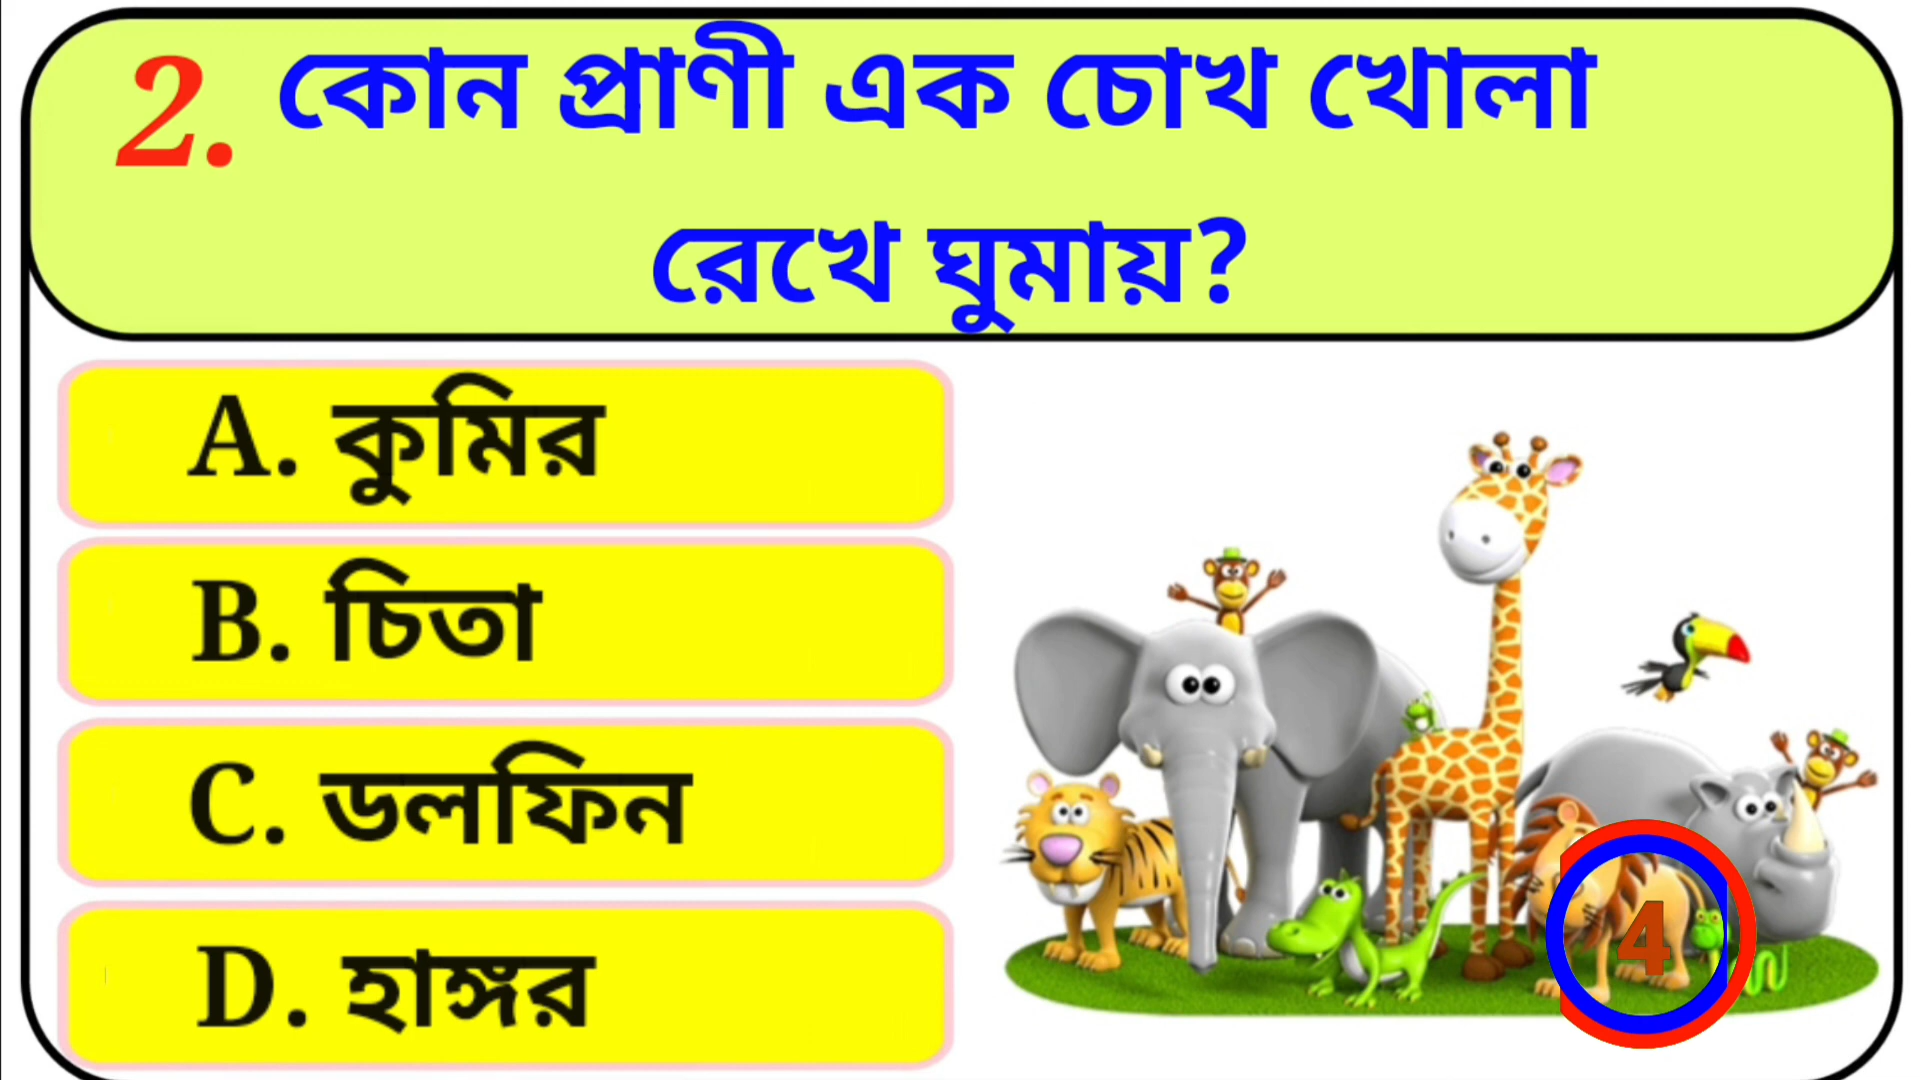 2. কোন প্রাণী এক চোখ খোলা
রেখে ঘুমায়?
A. কুমির
B. চিতা
C. ডলফিন
D. হাঙ্গর
4